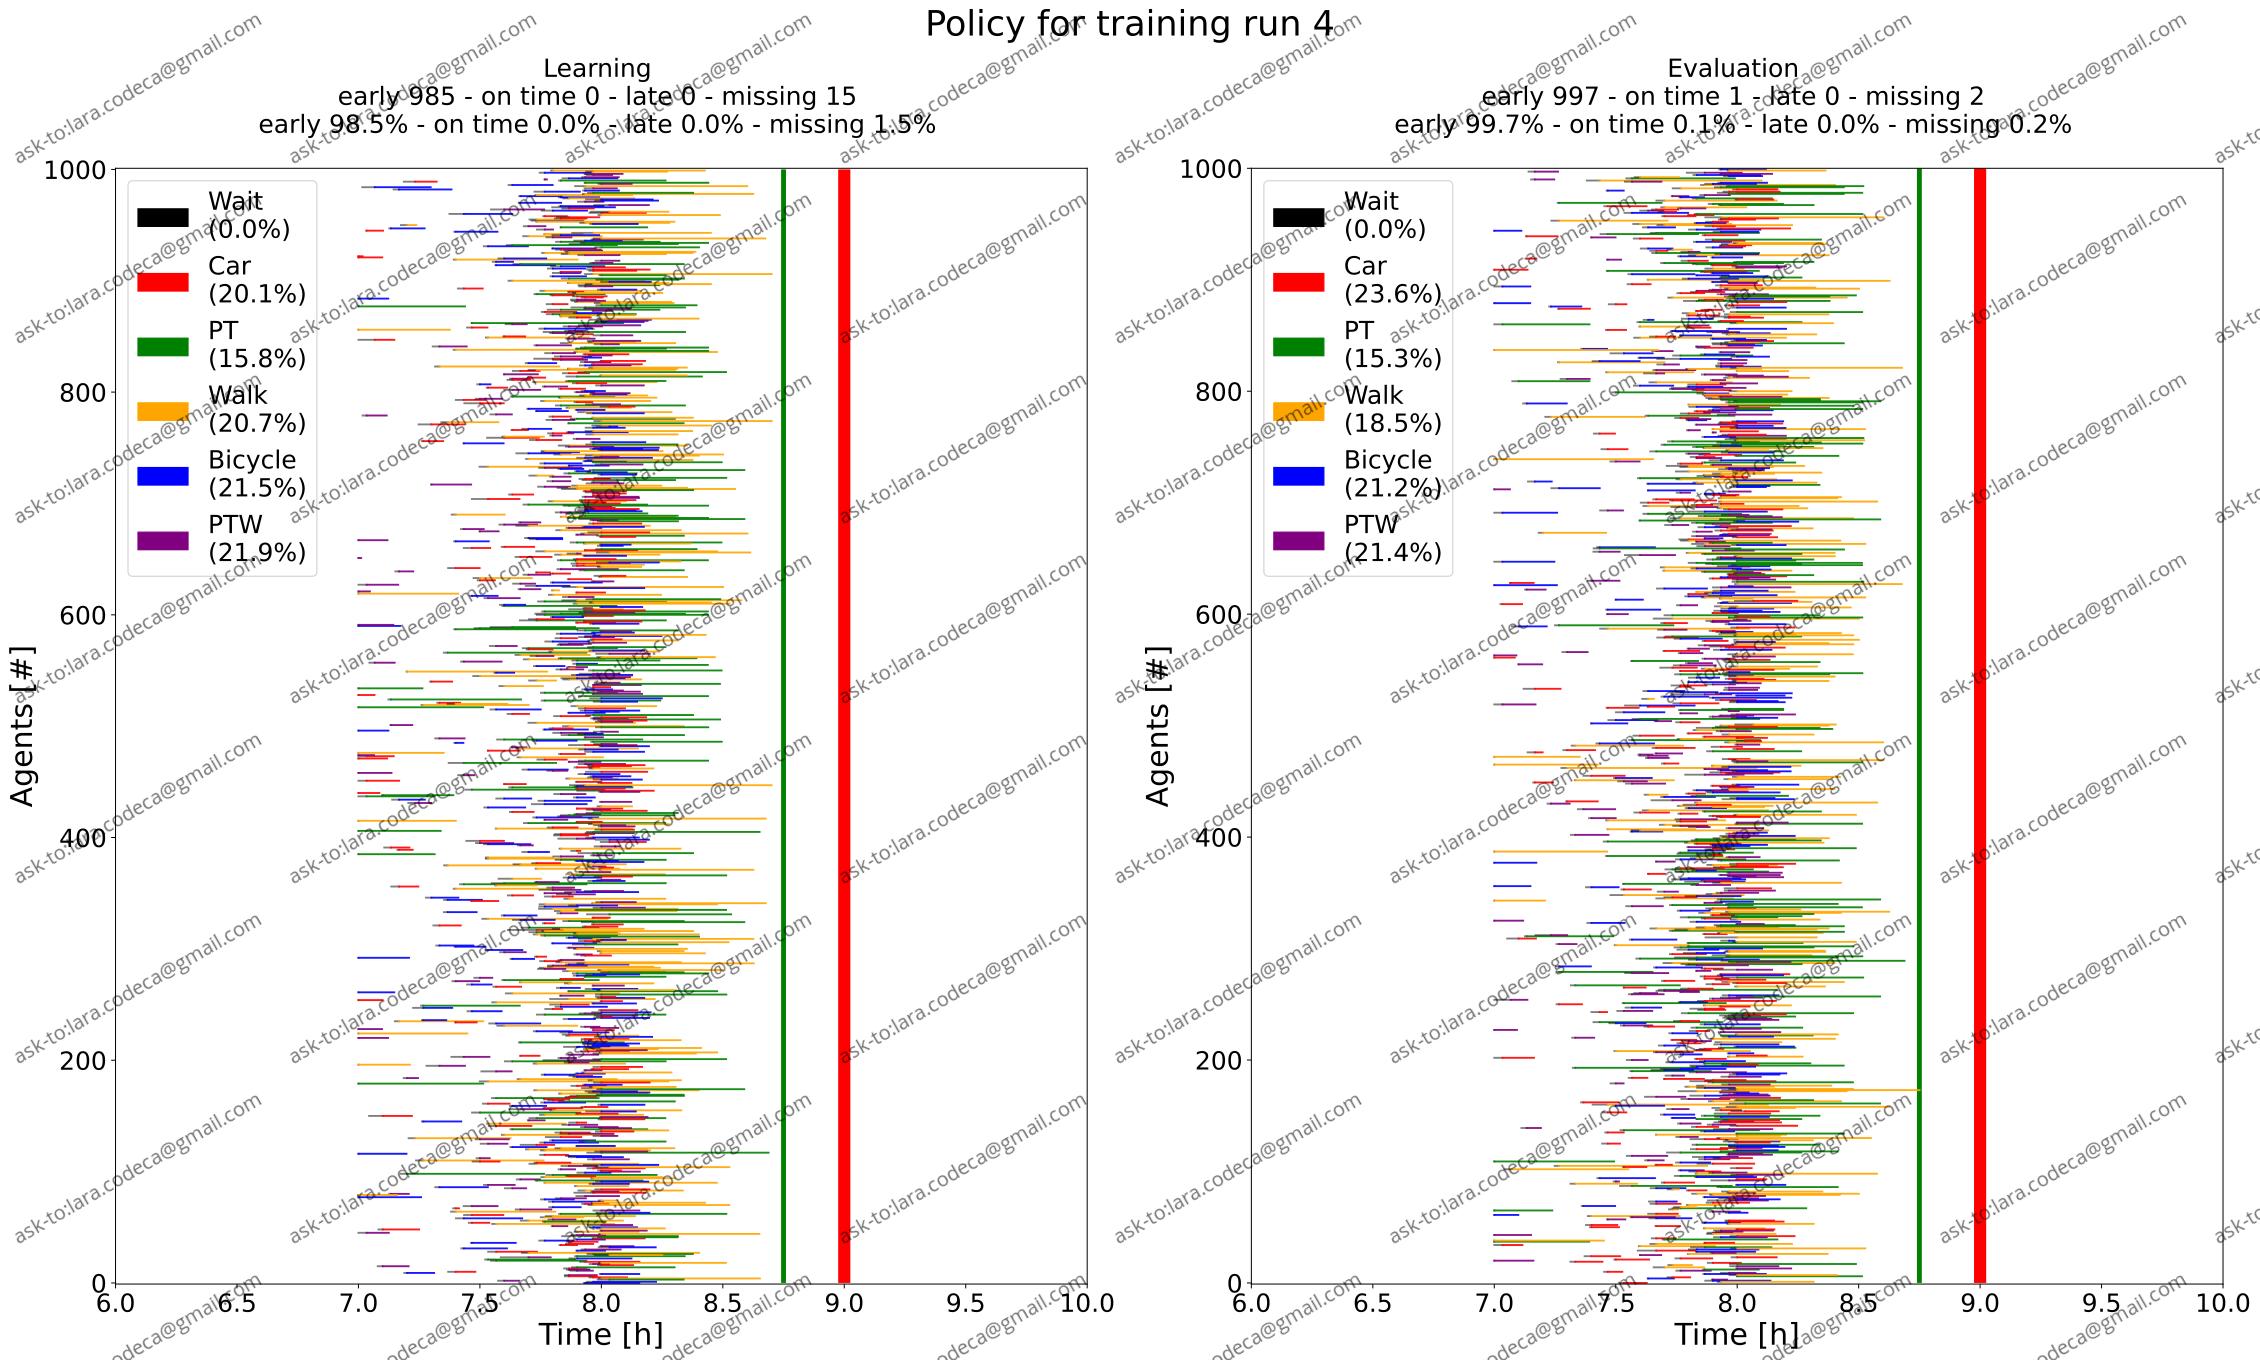 Policy for training run 4
Learning
early 985 - on time 0 - late 0 - missing 15
early 98.5% - on time 0.0% - late 0.0% - missing 1.5%
1000
800
600
400
200
0
Agents [#]
Wait
(0.0%)
Car
(20.1%)
PT
(15.8%)
Walk
(20.7%)
Bicycle
(21.5%)
PTW
(21.9%)
6.0 6.5 7.0 7.5 8.0 8.5 9.0 9.5 10.0
Time [h]
Evaluation
early 997 - on time 1 - late 0 - missing 2
early 99.7% - on time 0.1% - late 0.0% - missing 0.2%
1000
800
600
400
200
0
Agents [#]
Wait
(0.0%)
Car
(23.6%)
PT
(15.3%)
Walk
(18.5%)
Bicycle
(21.2%)
PTW
(21.4%)
6.0 6.5 7.0 7.5 8.0 8.5 9.0 9.5 10.0
Time [h]
ask-to:lara.codeca@gmail.com